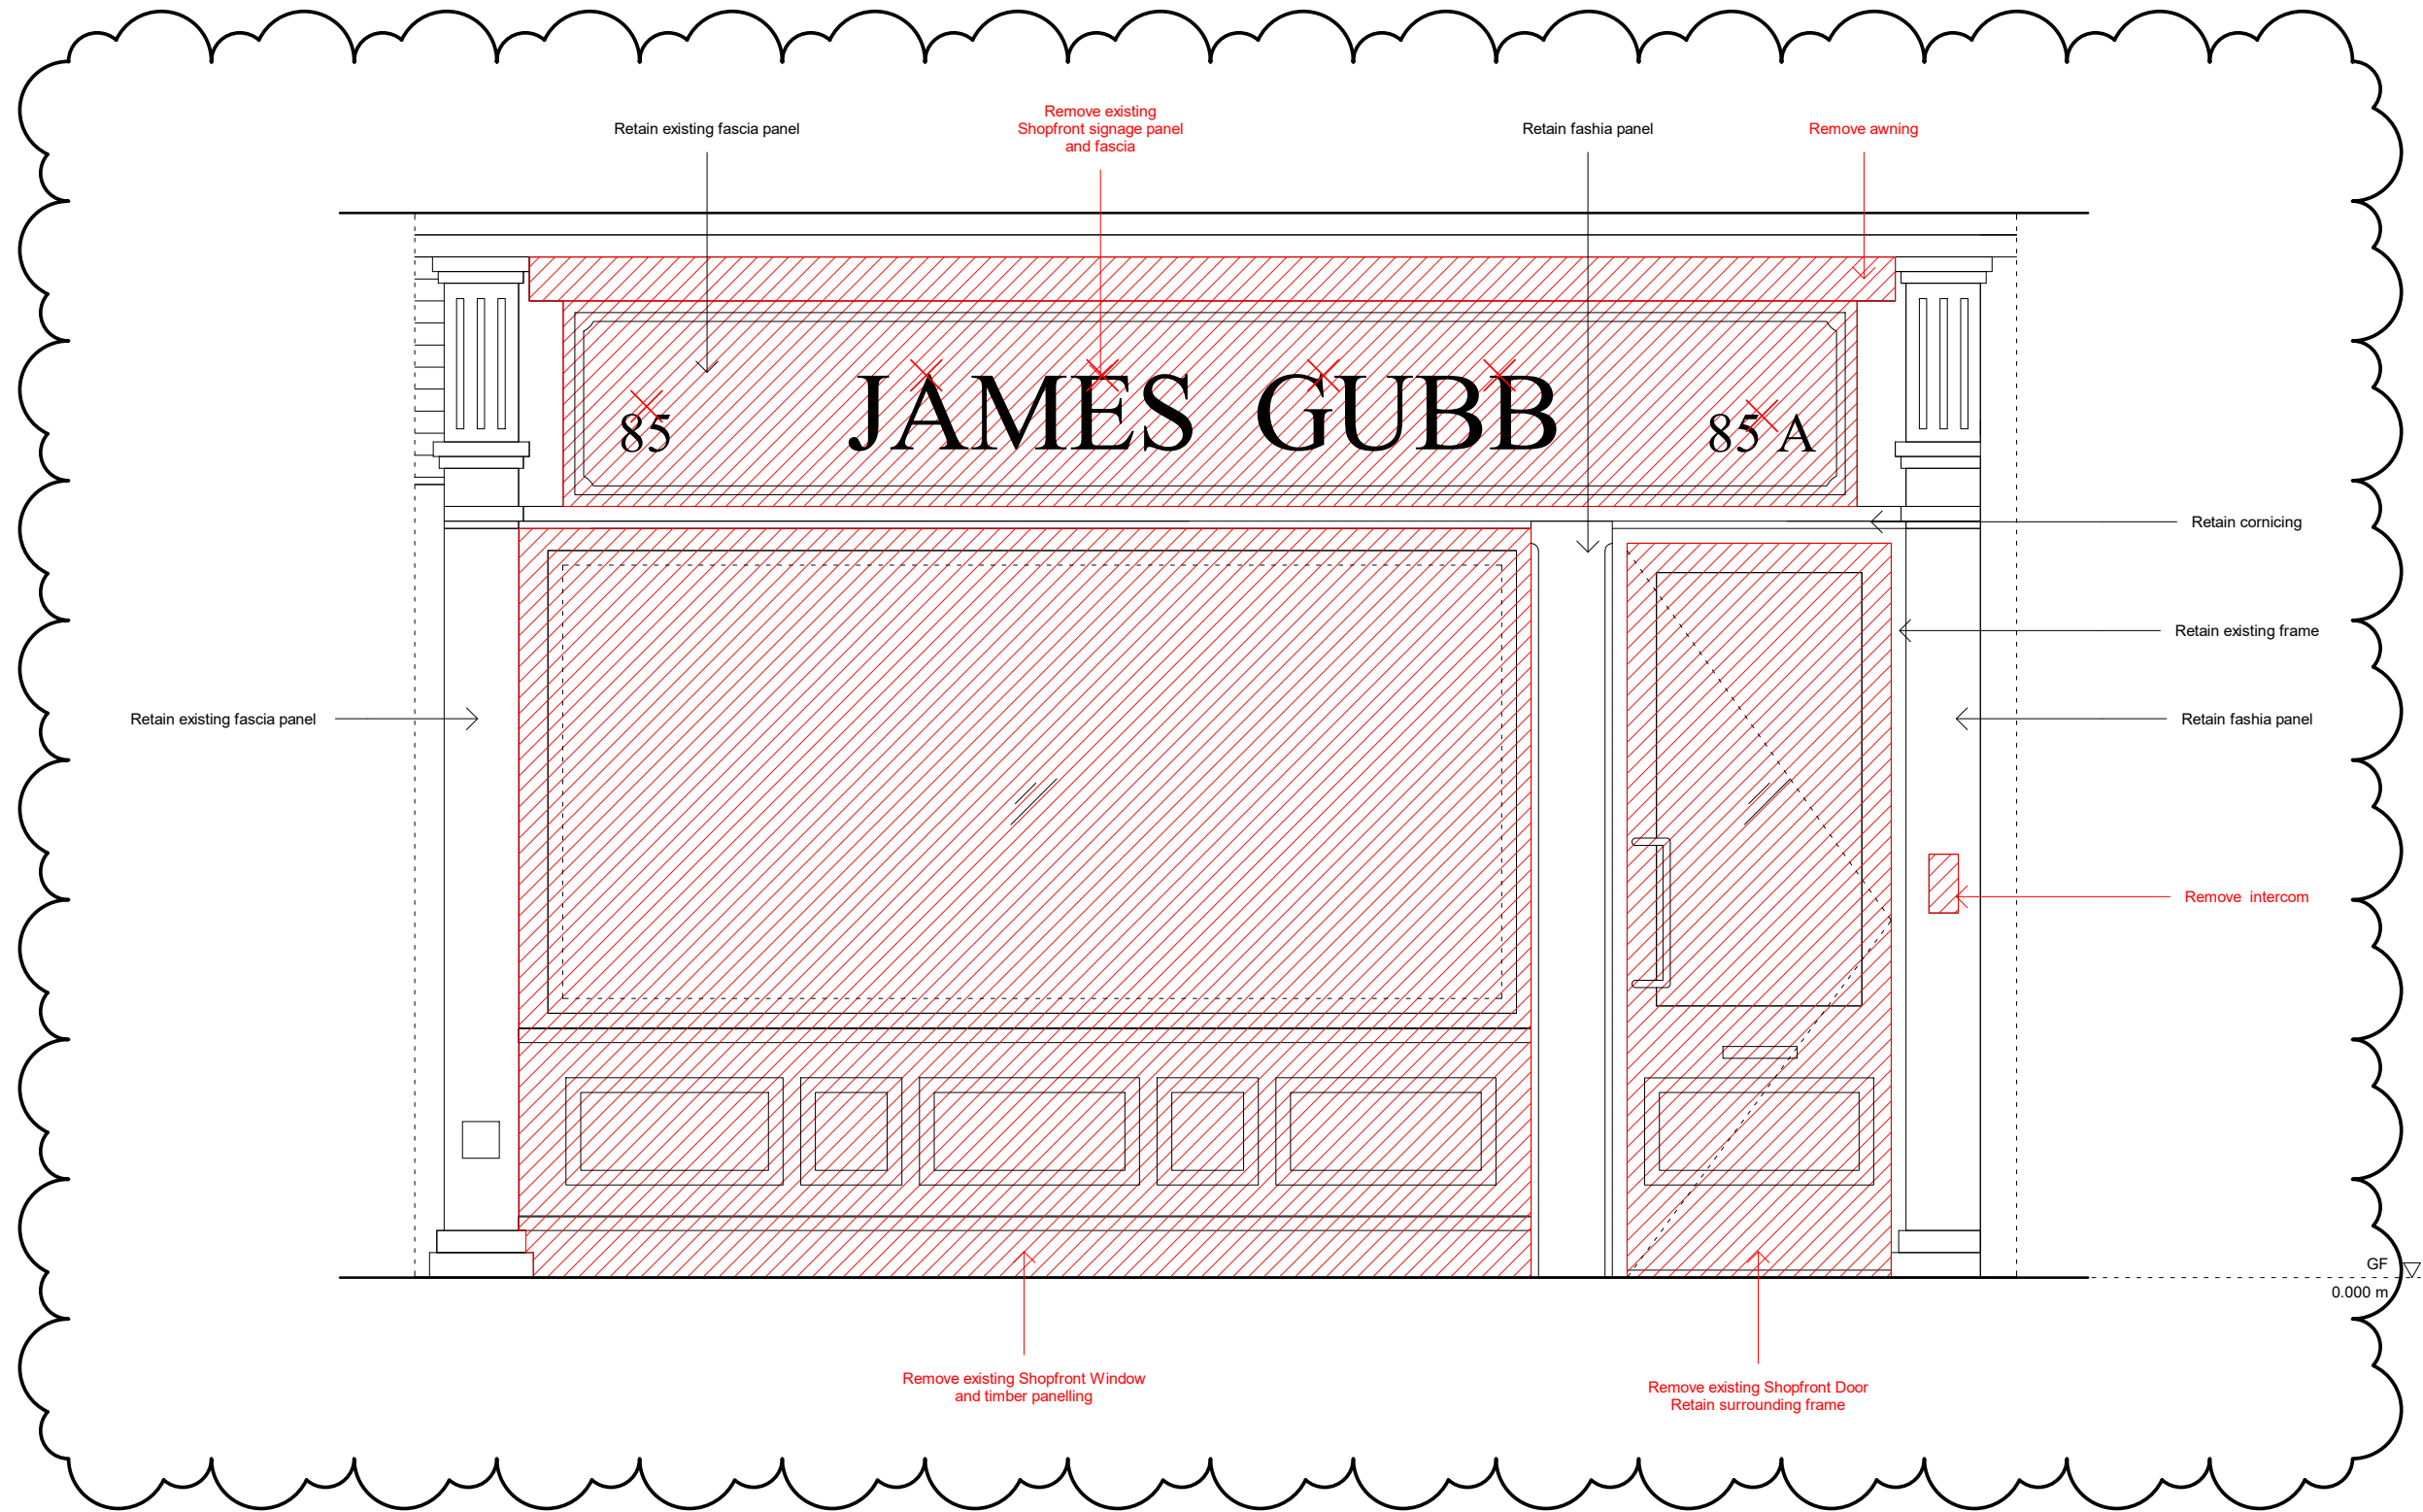 Remove existing
Shopfront signage panel
and fascia
Retain existing fascia panel
Retain fashia panel
Remove awning
JAMES GUBB
85
85 A
Retain cornicing
Retain existing frame
Retain existing fascia panel
Retain fashia panel
Remove intercom
GF
0.000 m
Remove existing Shopfront Window
and timber panelling
Remove existing Shopfront Door
Retain surrounding frame